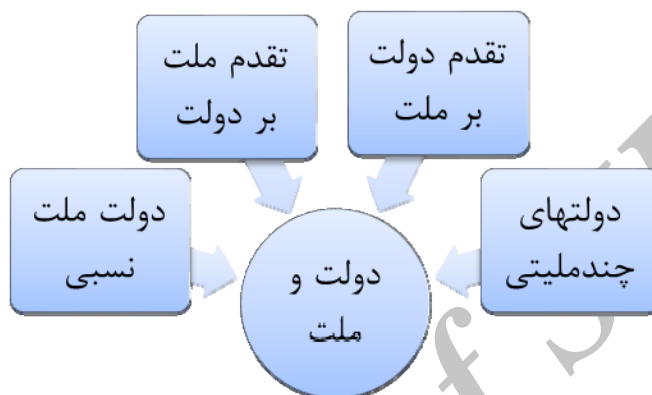 تقدم دولت
بر ملت
تقدم ملت
بر دولت
دولتهای
چندملیتی
دولت ملت
نسبی
دولت و
ملت